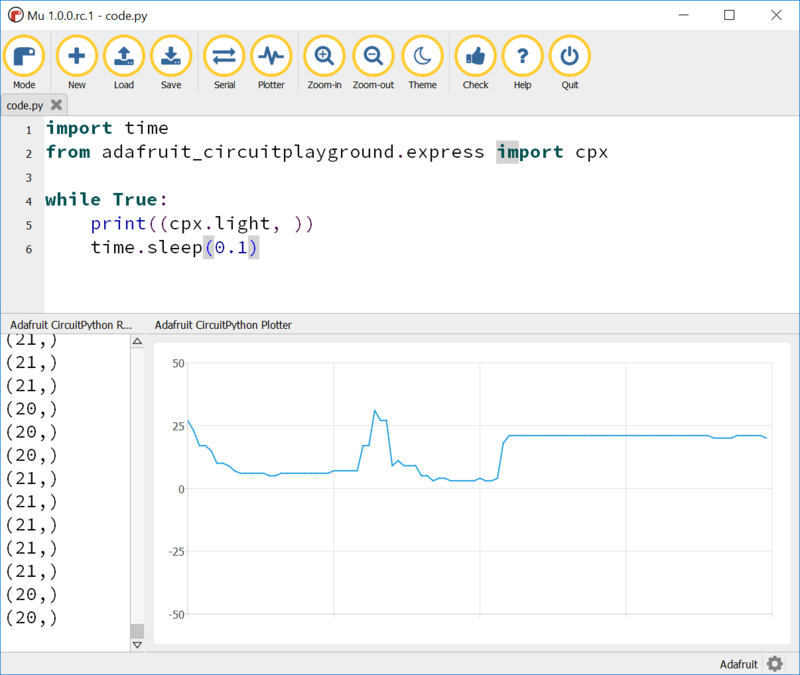 Mu 1.0.0.rc.1 - code.py
Mode New Load Save Serial Plotter Zoom-in Zoom-out Theme Check ? Help Quit
code.py
1 import time
2 from adafruit_circuitplayground.express import cpx
3
4 while True:
5     print((cpx.light, ))
6     time.sleep(0.1)
Adafruit CircuitPython R...
(21,)
(21,)
(21,)
(20,)
(20,)
(20,)
(21,)
(21,)
(21,)
(21,)
(21,)
(20,)
(20,)
Adafruit CircuitPython Plotter
50
25
0
-25
-50
Adafruit